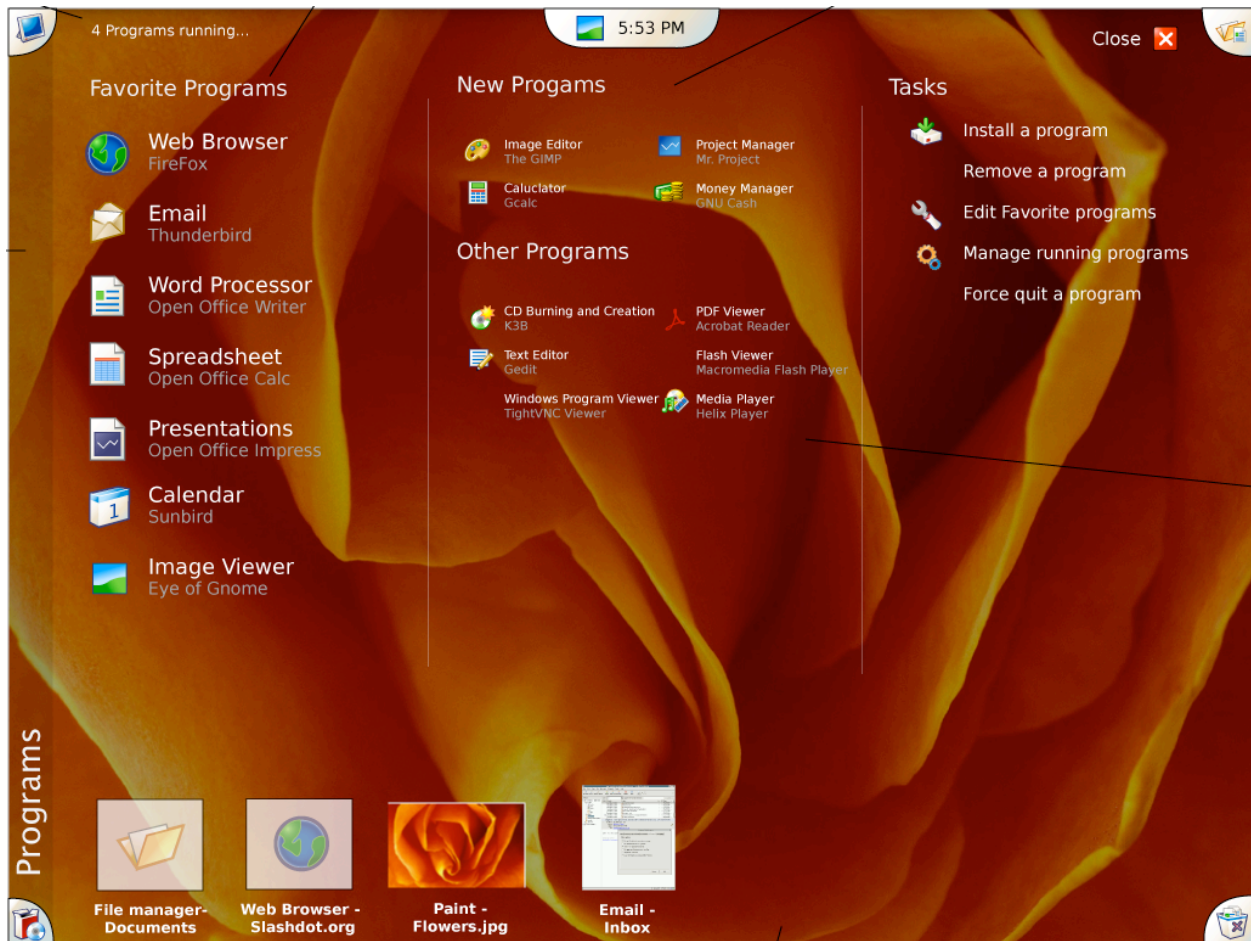 4 Programs running...
5:53 PM
Close
Favorite Programs
Web Browser
FireFox
Email
Thunderbird
Word Processor
Open Office Writer
Spreadsheet
Open Office Calc
Presentations
Open Office Impress
Calendar
1
Sunbird
Image Viewer
Eye of Gnome
New Progams
Image Editor
The GIMP
Project Manager
Mr. Project
Caluclator
Gcalc
Money Manager
GNU Cash
Other Programs
CD Burning and Creation
K3B
PDF Viewer
Acrobat Reader
Text Editor
Gedit
Flash Viewer
Macromedia Flash Player
Windows Program Viewer
TightVNC Viewer
Media Player
Helix Player
Tasks
Install a program
Remove a program
Edit Favorite programs
Manage running programs
Force quit a program
Programs
File manager-
Documents
Web Browser -
Slashdot.org
Paint -
Flowers.jpg
Email -
Inbox